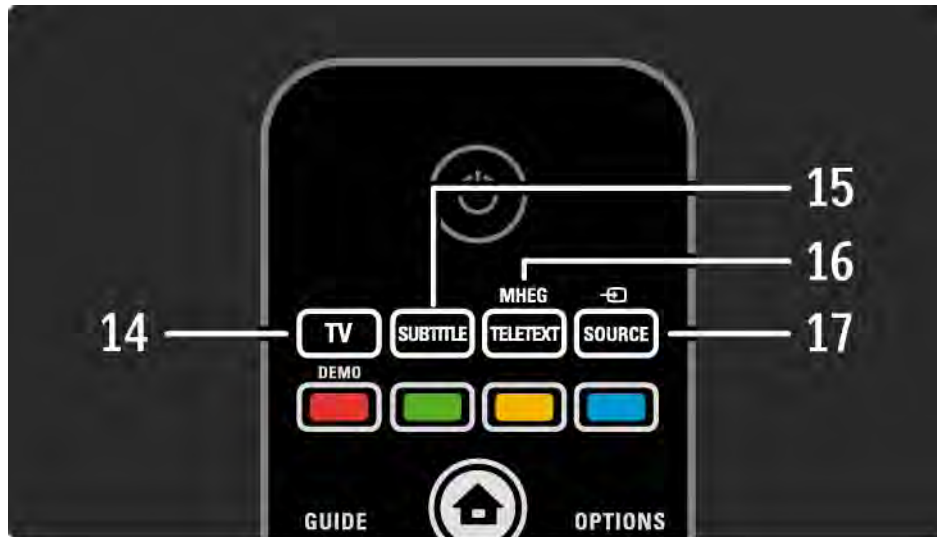 15
16
MHEG
14
TV
SUBTITLE
TELETEXT
SOURCE
17
DEMO
GUIDE
OPTIONS